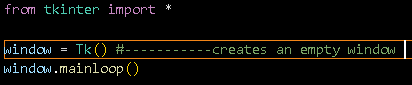 from tkinter import *
window = Tk() #-----------creates an empty window
window.mainloop()